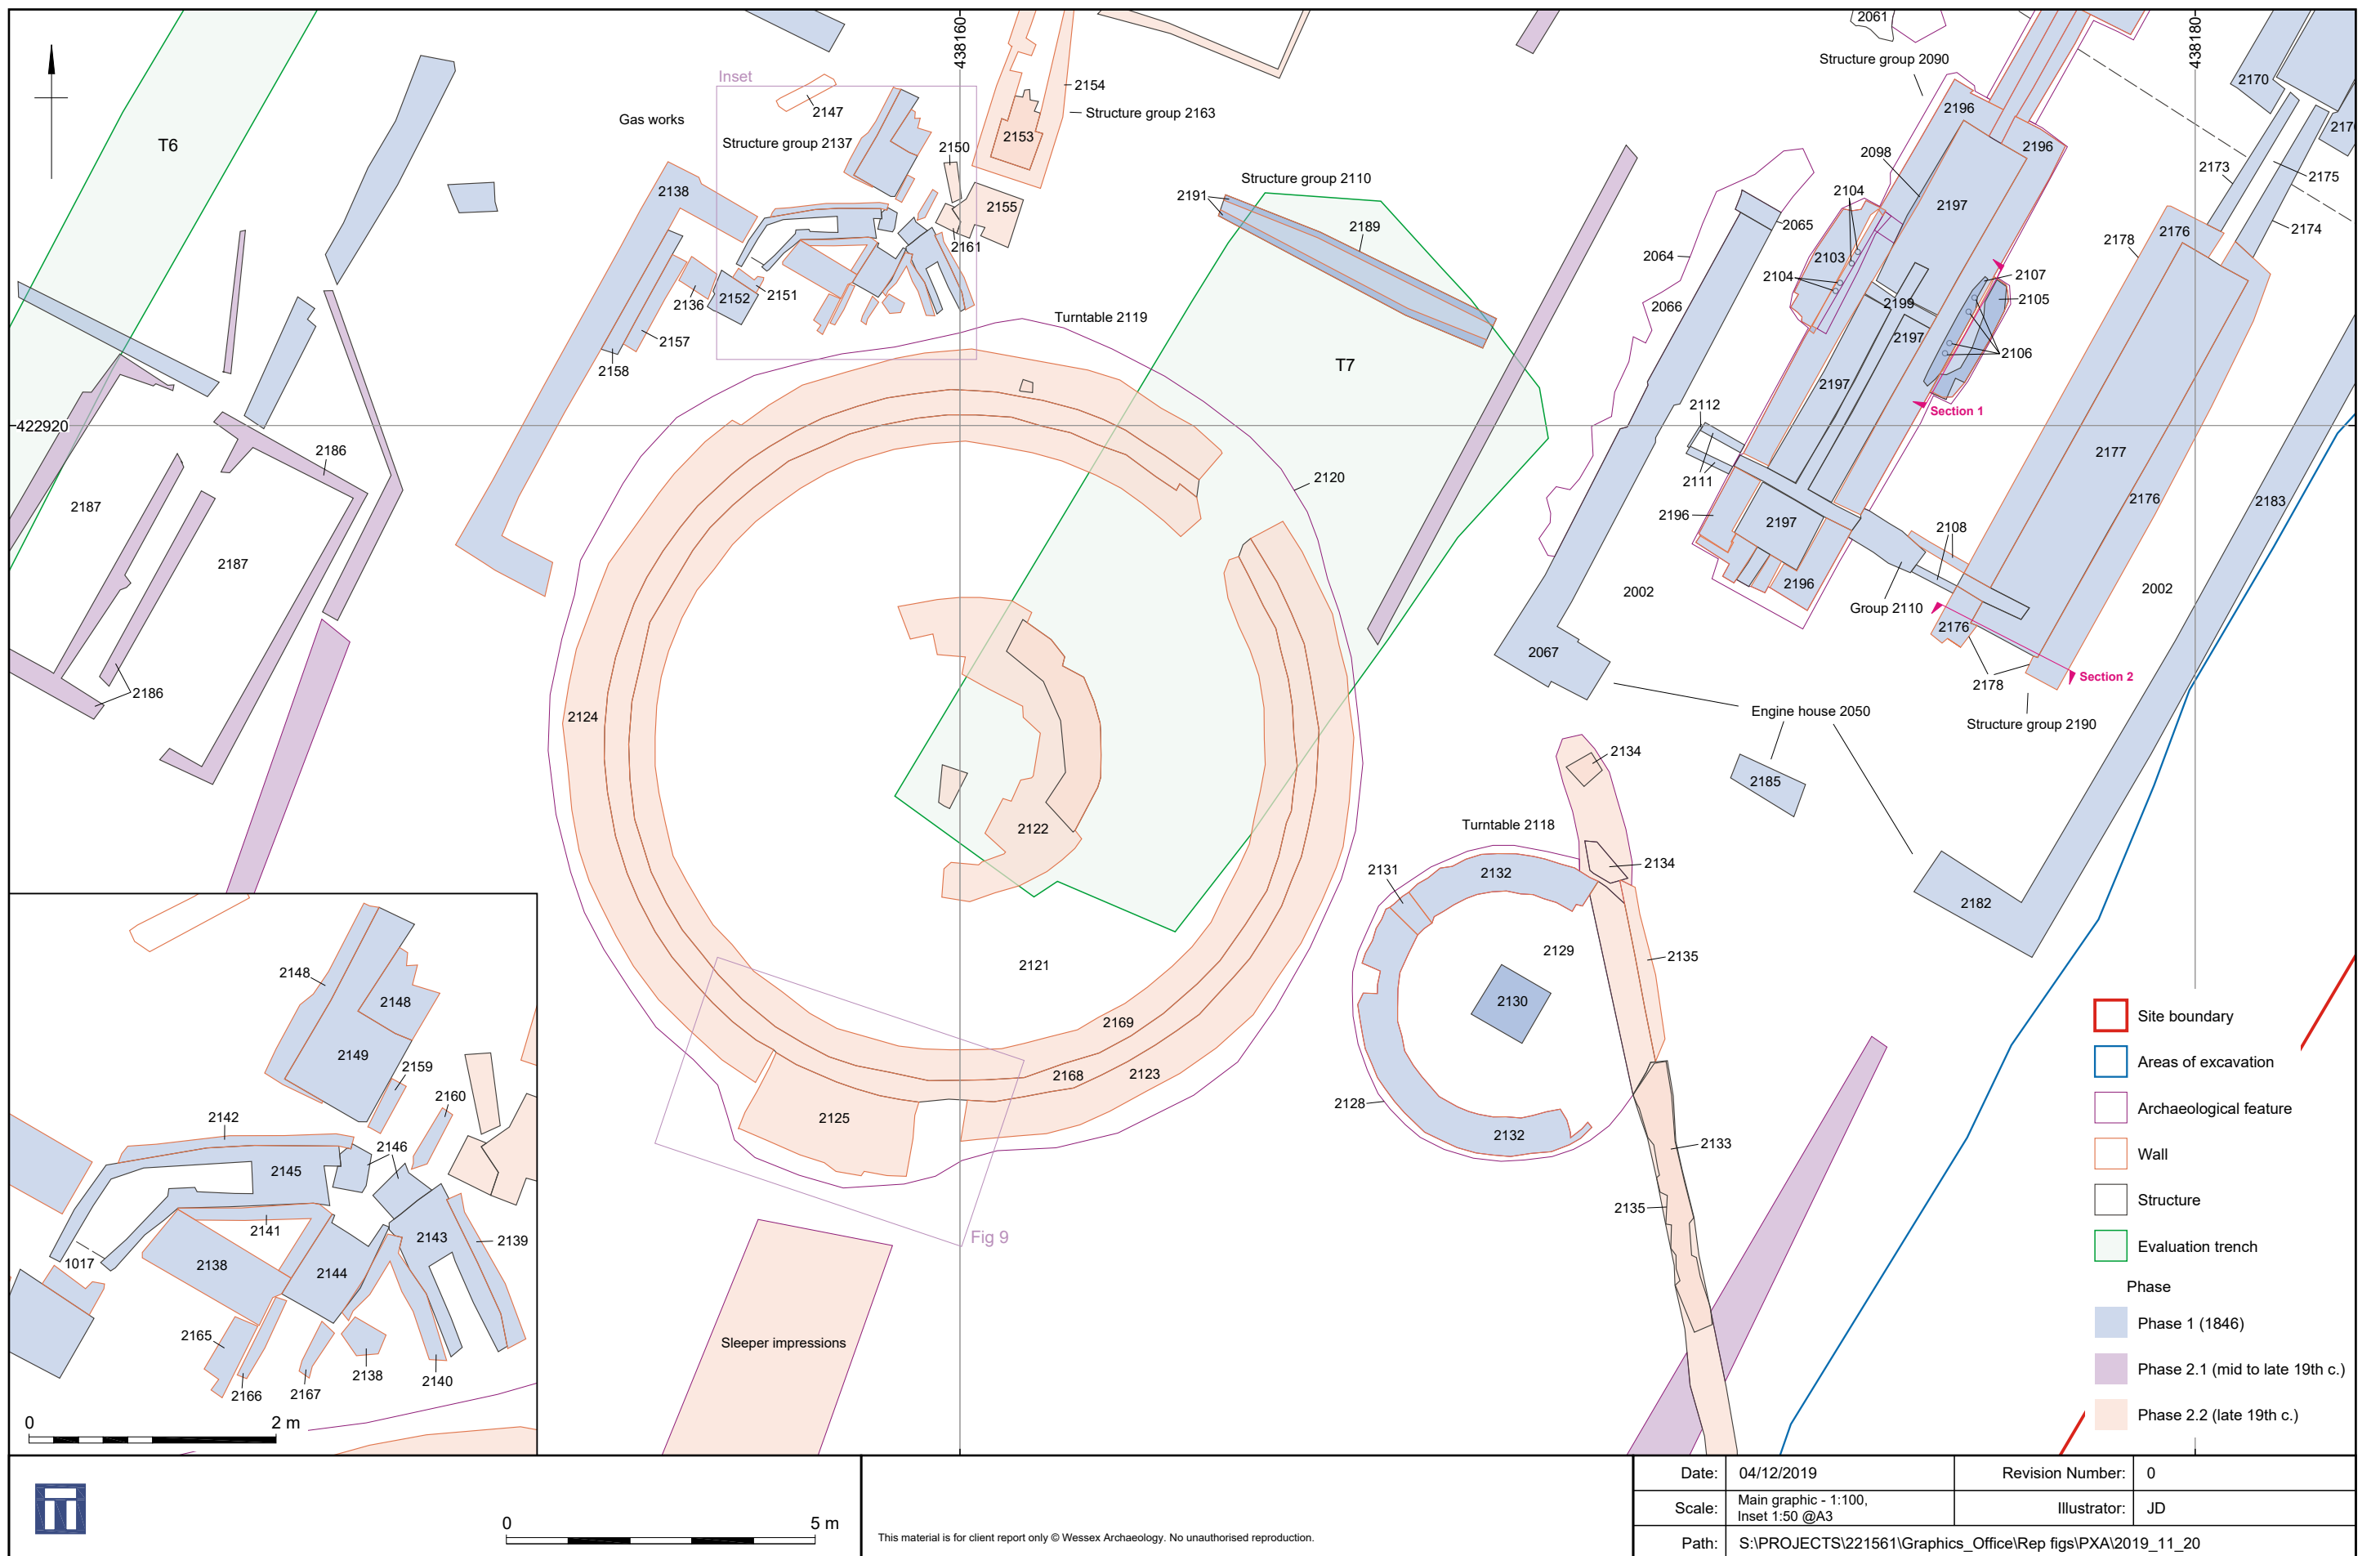 T6
Gas works
Inset
2147
Structure group 2137
438160
2154
Structure group 2163
2153
2150
2155
2161
2138
2136
2152
2151
2157
2158
Structure group 2110
2191
2189
Turntable 2119
T7
2120
2061
Structure group 2090
438180
2196
2170
2170
2196
2098
2173
2175
2104
2197
2174
2065
2064
2103
2178
2176
2104
2107
2066
2199
2105
2197
2106
2197
Section 1
2112
2111
2177
2196
2197
2176
2183
2108
2196
2002
Group 2110
2002
2176
2067
2178
Section 2
Structure group 2190
Engine house 2050
2185
2182
422920
2186
2187
2187
2186
2124
2122
2121
2169
2168
2123
2125
Fig 9
Sleeper impressions
2134
Turntable 2118
2134
2131
2132
2129
2135
2130
2128
2132
2133
2135
2148
2148
2149
2159
2160
2142
2146
2145
2141
2143
2139
1017
2138
2144
2165
2166
2167
2138
2140
0 2 m
Site boundary
Areas of excavation
Archaeological feature
Wall
Structure
Evaluation trench
Phase
Phase 1 (1846)
Phase 2.1 (mid to late 19th c.)
Phase 2.2 (late 19th c.)
0 5 m
This material is for client report only © Wessex Archaeology. No unauthorised reproduction.
Date: 04/12/2019 Revision Number: 0
Scale: Main graphic - 1:100,
Inset 1:50 @A3 Illustrator: JD
Path: S:\PROJECTS\221561\Graphics_Office\Rep figs\PXA\2019_11_20